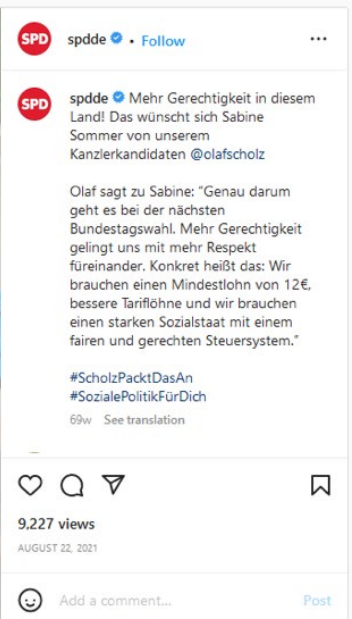 SPD spdde • Follow ...
SPD spdde Mehr Gerechtigkeit in diesem
Land! Das wünscht sich Sabine
Sommer von unserem
Kanzlerkandidaten @olafscholz
Olaf sagt zu Sabine: "Genau darum
geht es bei der nächsten
Bundestagswahl. Mehr Gerechtigkeit
gelingt uns mit mehr Respekt
füreinander. Konkret heißt das: Wir
brauchen einen Mindestlohn von 12€,
bessere Tariflöhne und wir brauchen
einen starken Sozialstaat mit einem
fairen und gerechten Steuersystem."
#ScholzPacktDasAn
#SozialePolitikFürDich
69w See translation
9,227 views
AUGUST 22, 2021
Add a comment... Post